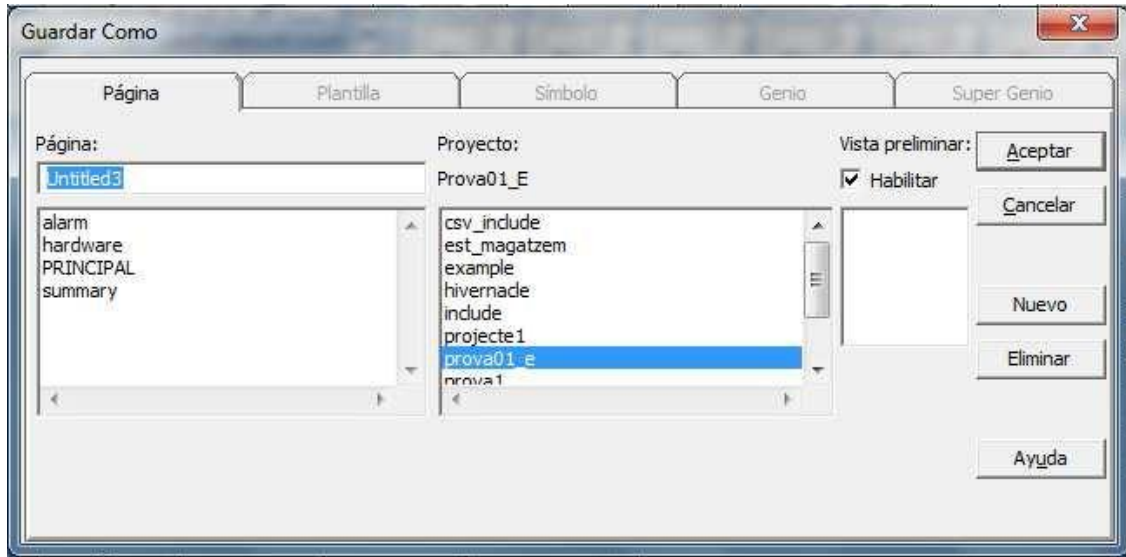 Guardar Como
Página Plantilla Símbolo Genio Super Genio
Página:
Untitled3
alarm
hardware
PRINCIPAL
summary
Proyecto:
Prova01_E
csv_include
est_magatzem
example
hivernacle
include
projecte1
prova01_e
prova1
Vista preliminar:
Habilitar
Aceptar
Cancelar
Nuevo
Eliminar
Ayuda